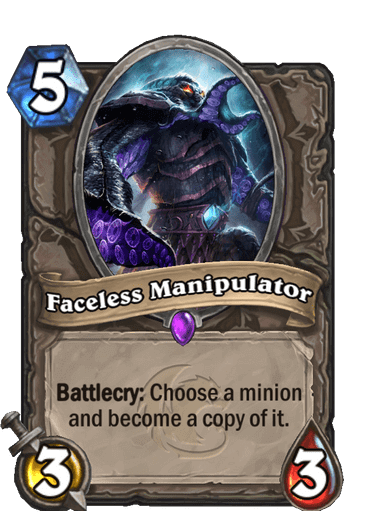 5
Faceless Manipulator
Battlecry: Choose a minion
and become a copy of it.
3
3